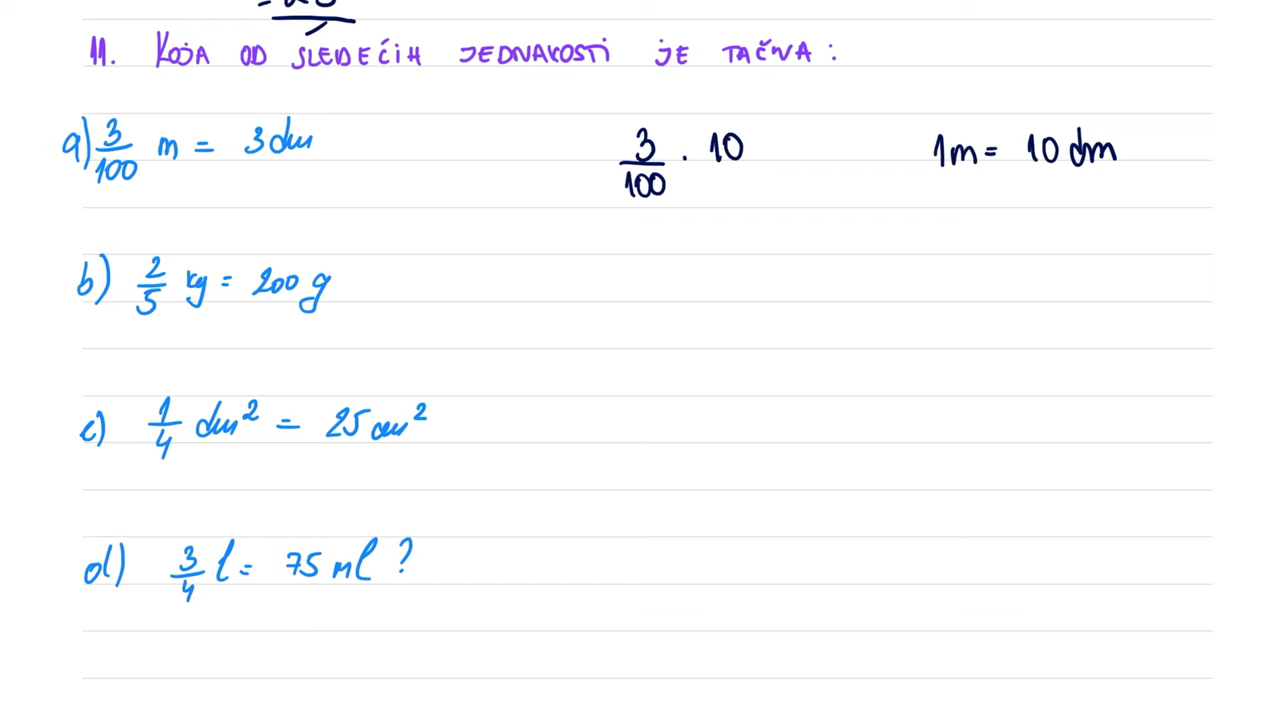 11. KOJA OD SLEDEĆIH JEDNAKOSTI JE TAČNA:
a) 3/100 m = 3 dm
3/100 · 10
1m = 10 dm
b) 2/5 kg = 200 g
c) 1/4 dm² = 25 cm²
d) 3/4 l = 75 ml ?